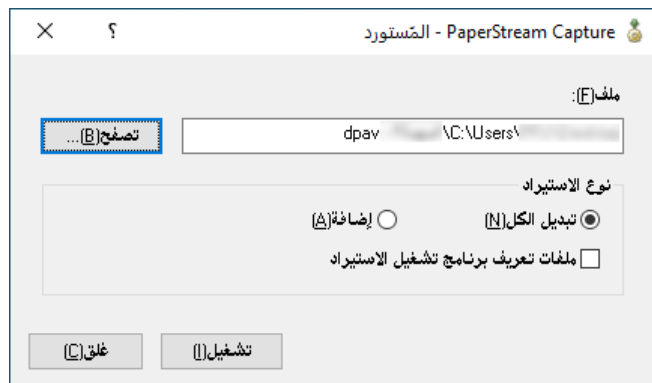 PaperStream Capture - المّستورد
ملف(F):
C:\Users\ \ dpav
تصفح(B)...
نوع الاستيراد
تبديل الكل(N)
إضافة(A)
ملفات تعريف برنامج تشغيل الاستيراد
تشغيل(I)
غلق(C)